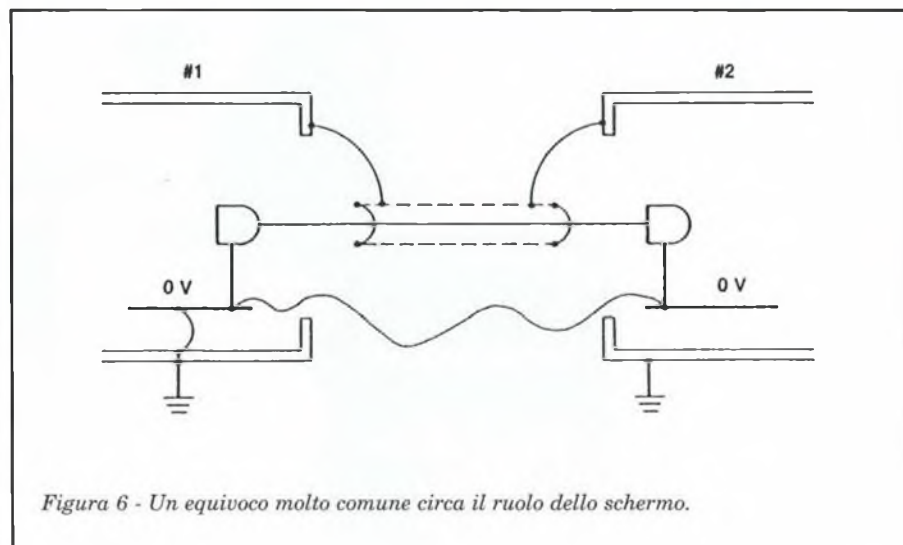 #1 #2
0 V 0 V
Figura 6 - Un equivoco molto comune circa il ruolo dello schermo.